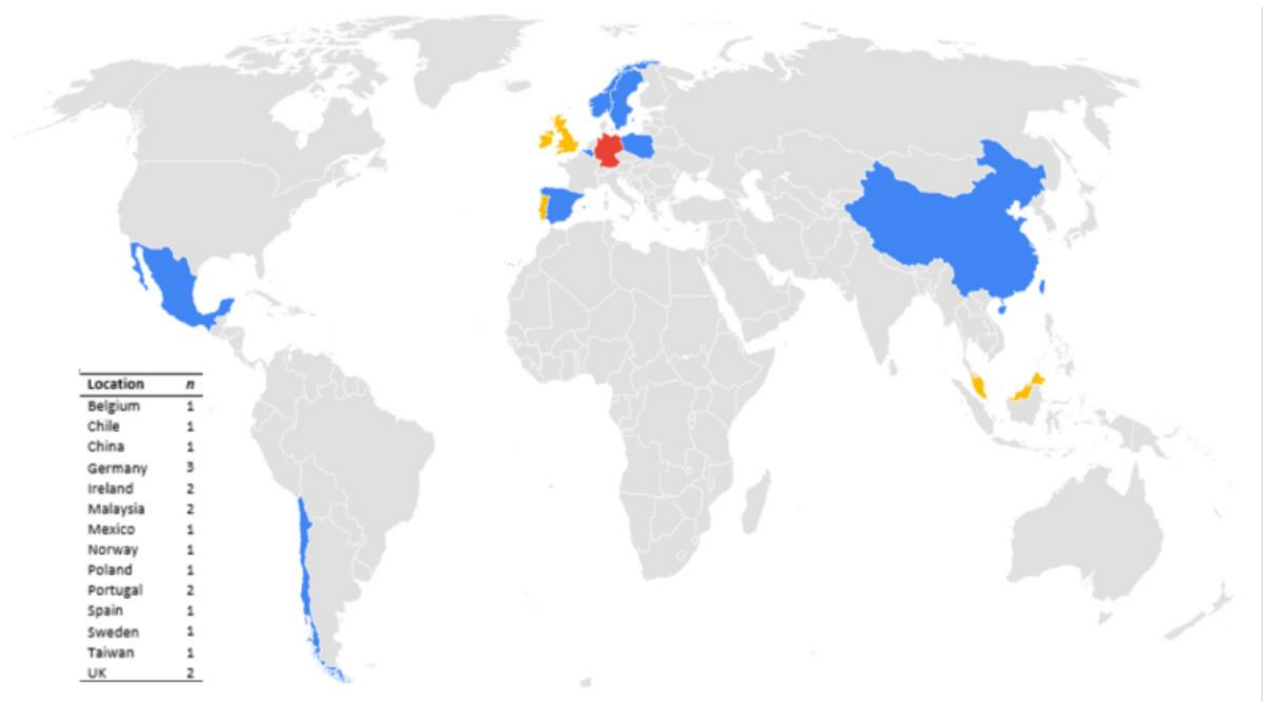 Location n
Belgium 1
Chile 1
China 1
Germany 3
Ireland 2
Malaysia 2
Mexico 1
Norway 1
Poland 1
Portugal 2
Spain 1
Sweden 1
Taiwan 1
UK 2